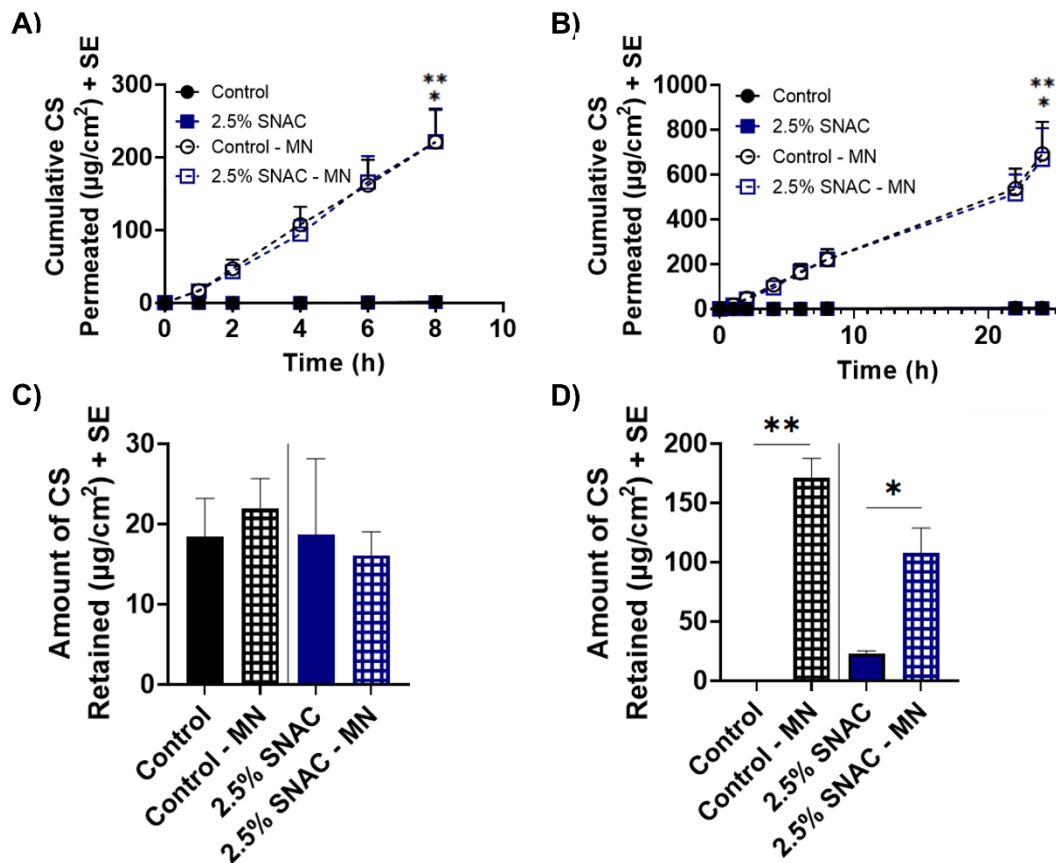 A)
Cumulative CS
Permeated (µg/cm²) + SE
300
200
100
0
0 2 4 6 8 10
Time (h)
Control
2.5% SNAC
Control - MN
2.5% SNAC - MN
**
*
B)
Cumulative CS
Permeated (µg/cm²) + SE
1000
800
600
400
200
0
0 10 20
Time (h)
Control
2.5% SNAC
Control - MN
2.5% SNAC - MN
**
*
C)
Amount of CS
Retained (µg/cm²) + SE
30
20
10
0
Control
Control - MN
2.5% SNAC
2.5% SNAC - MN
D)
Amount of CS
Retained (µg/cm²) + SE
200
150
100
50
0
**
*
Control
Control - MN
2.5% SNAC
2.5% SNAC - MN